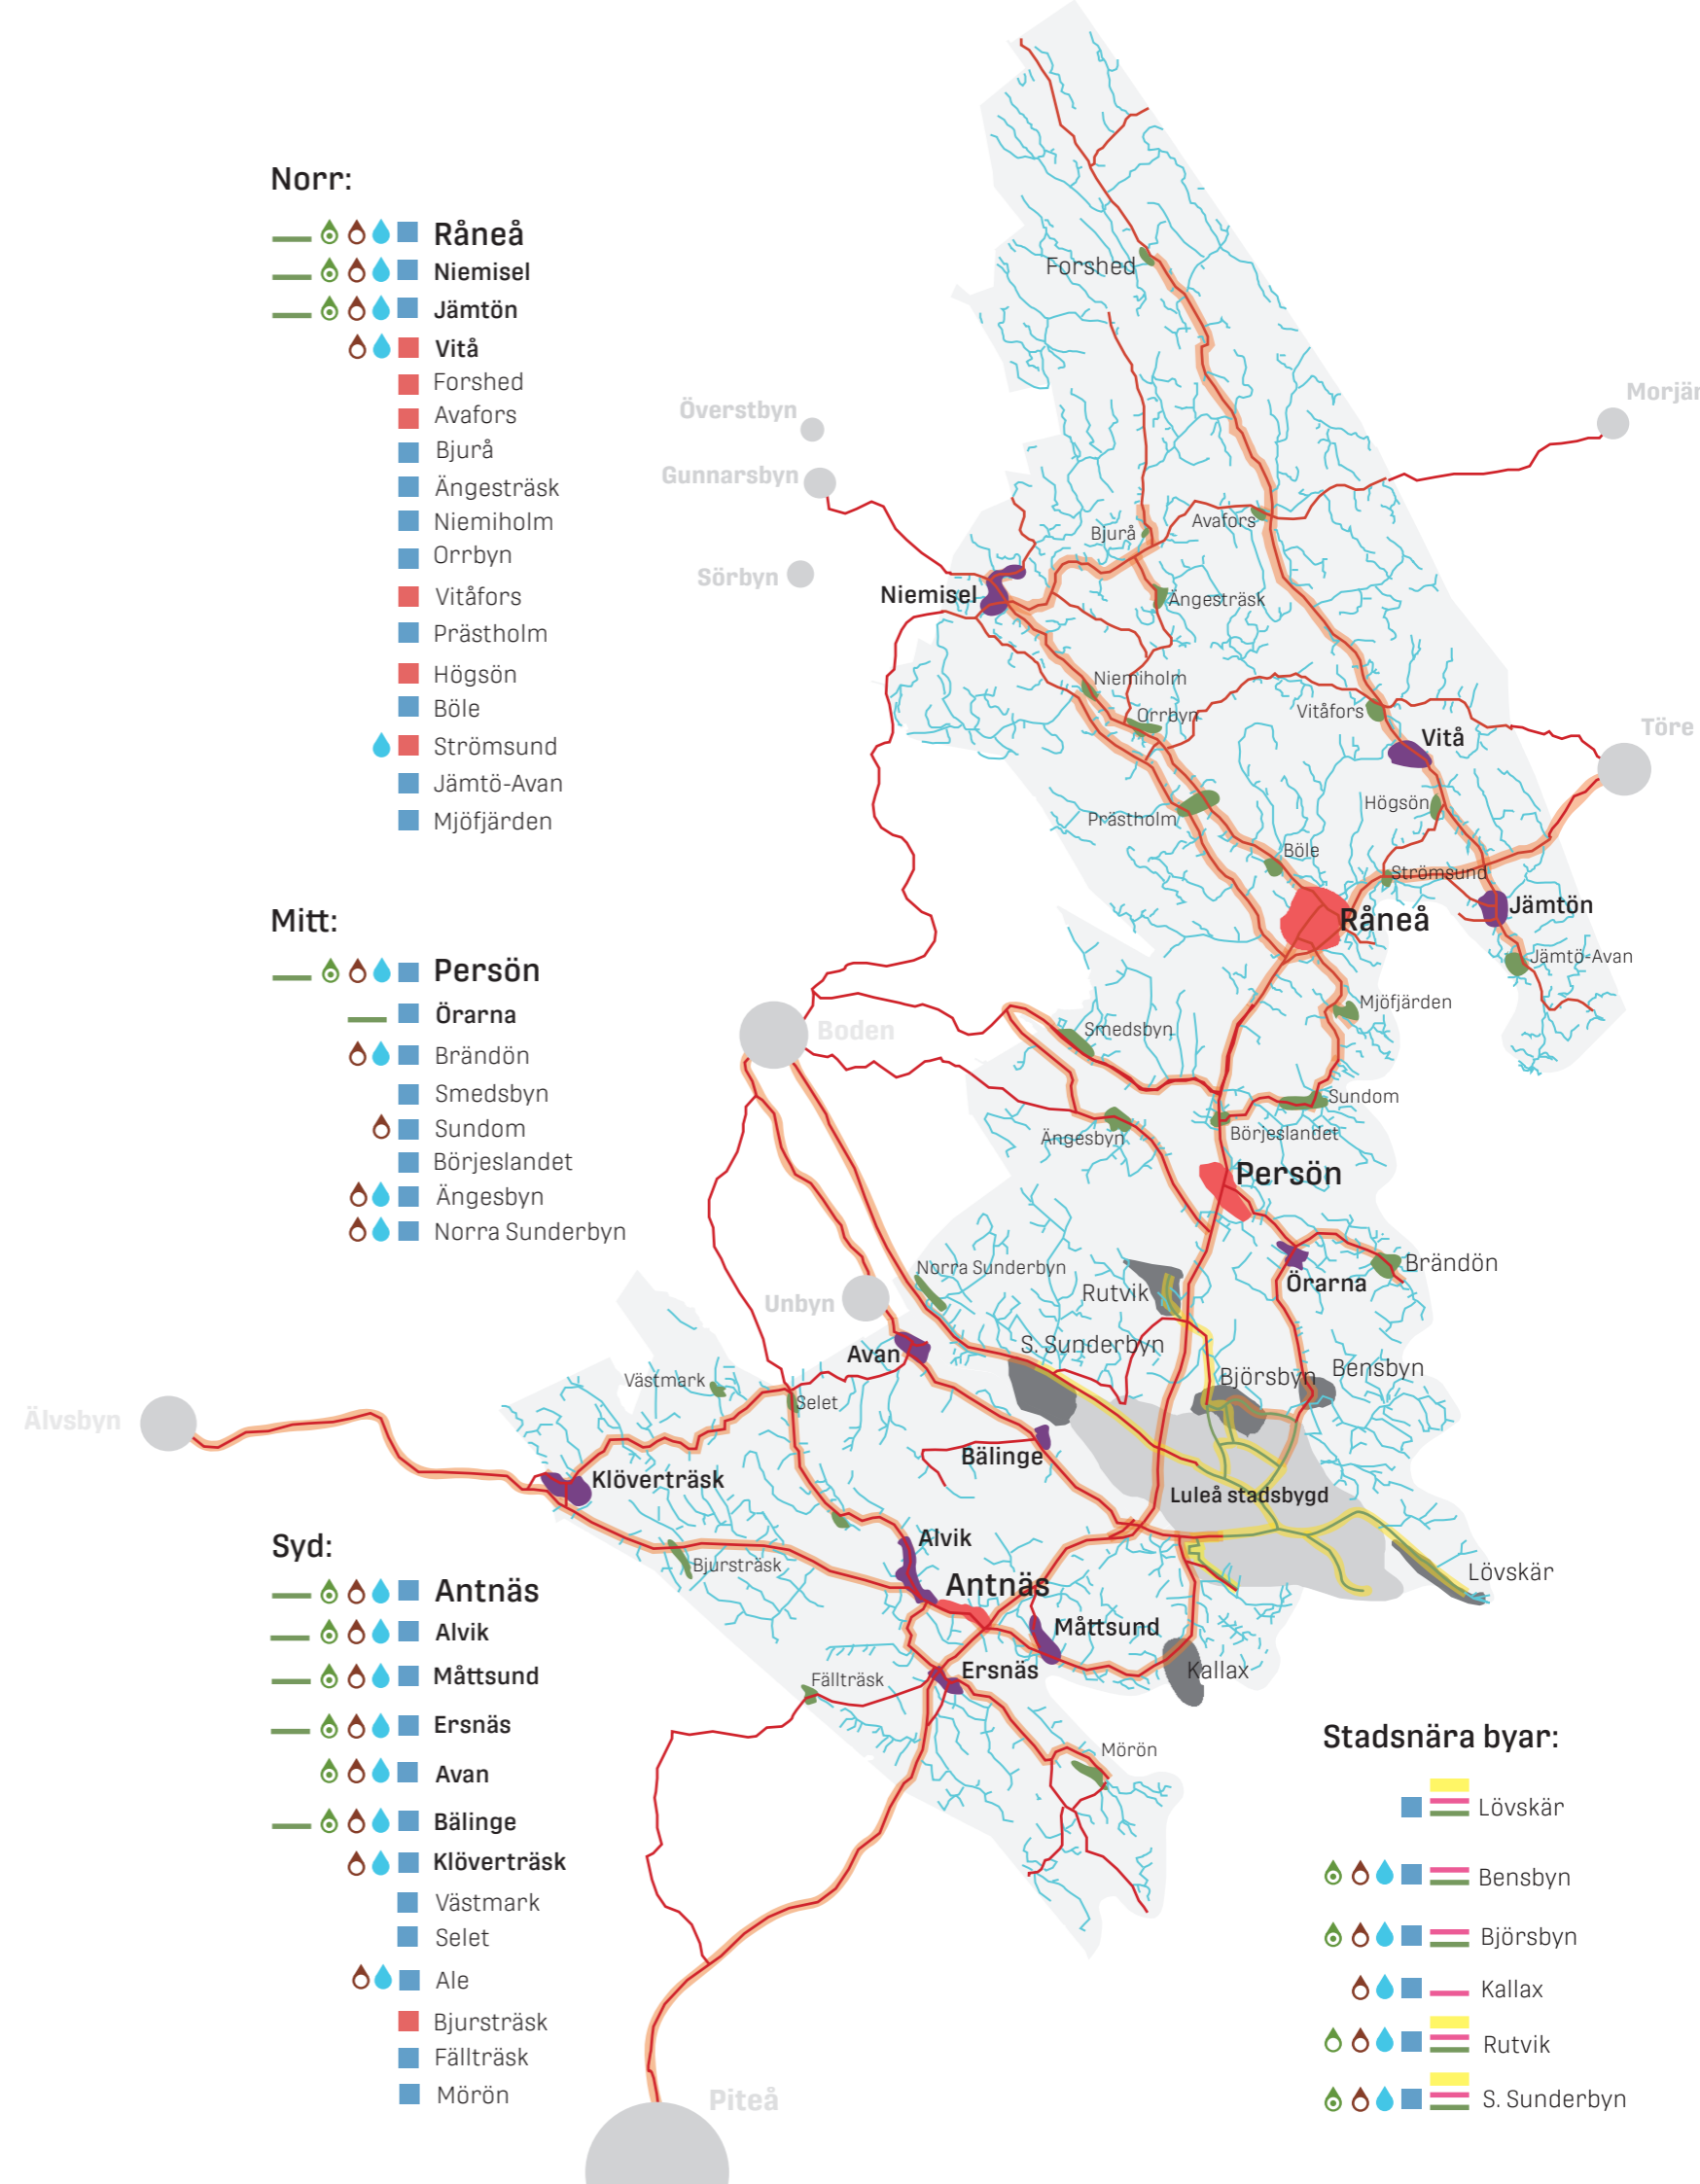 Norr:
Råneå
Niemisel
Jämtön
Vitå
Forshed
Avafors
Bjurå
Ängesträsk
Niemiholm
Orrbyn
Vitåfors
Prästholm
Högsön
Böle
Strömsund
Jämtö-Avan
Mjöfjärden
Mitt:
Persön
Örarna
Brändön
Smedsbyn
Sundom
Börjeslandet
Ängesbyn
Norra Sunderbyn
Syd:
Antnäs
Alvik
Måttsund
Ersnäs
Avan
Bälinge
Klöverträsk
Västmark
Selet
Ale
Bjursträsk
Fällträsk
Mörön
Forshed
Överstbyn
Morjär
Gunnarsbyn
Avafors
Bjurå
Sörbyn
Niemisel
Ängesträsk
Niemiholm
Orrbyn
Vitåfors
Töre
Vitå
Högsön
Prästholm
Böle
Strömsund
Jämtön
Råneå
Jämtö-Avan
Mjöfjärden
Boden
Smedsbyn
Sundom
Börjeslandet
Ängesbyn
Persön
Brändön
Norra Sunderbyn
Örarna
Rutvik
Unbyn
S. Sunderbyn
Avan
Bensbyn
Björsbyn
Västmark
Selet
Älvsbyn
Bälinge
Klöverträsk
Luleå stadsbygd
Alvik
Bjursträsk
Lövskär
Antnäs
Måttsund
Ersnäs
Kallax
Fällträsk
Mörön
Piteå
Stadsnära byar:
Lövskär
Bensbyn
Björsbyn
Kallax
Rutvik
S. Sunderbyn